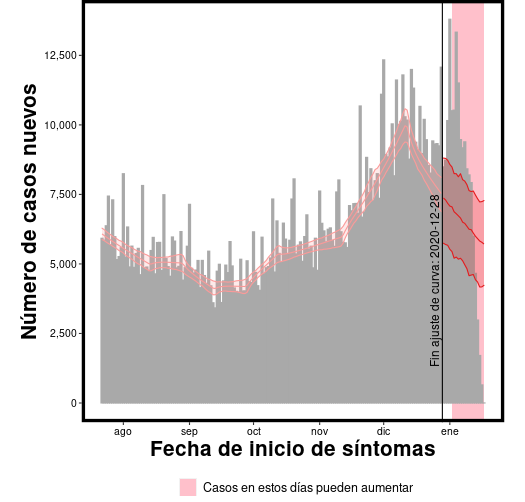 Número de casos nuevos
12,500
10,000
7,500
5,000
2,500
0
Fin ajuste de curva: 2020-12-28
ago sep oct nov dic ene
Fecha de inicio de síntomas
Casos en estos días pueden aumentar